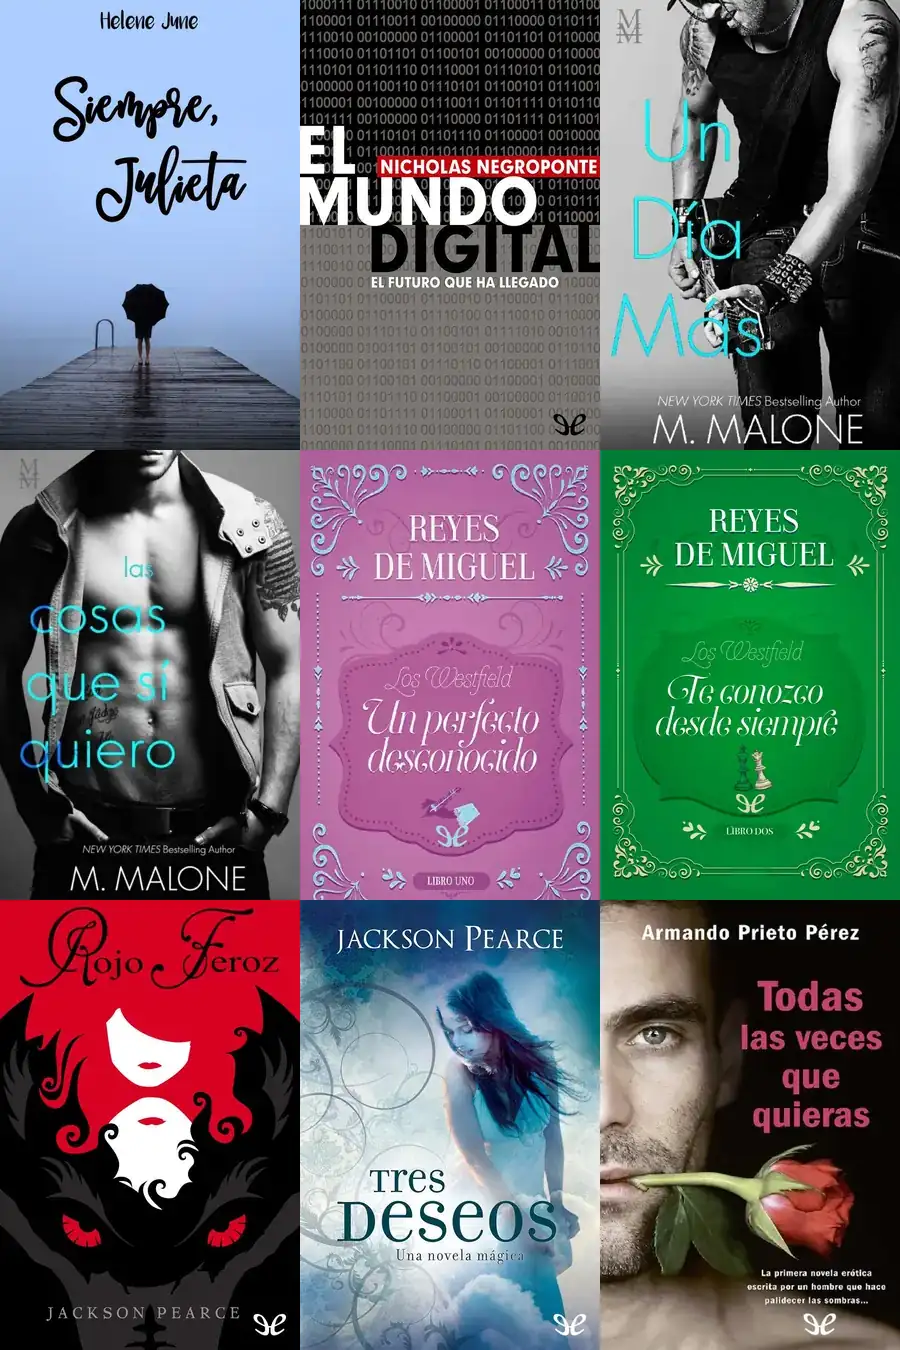 Helene June
Siempre,
Julieta
EL
NICHOLAS NEGROPONTE
MUNDO
DIGITAL
EL FUTURO QUE HA LLEGADO
MM
Un
Día
Más
NEW YORK TIMES Bestselling Author
M. MALONE
MM
las
cosas
que sí
quiero
NEW YORK TIMES Bestselling Author
M. MALONE
REYES
DE MIGUEL
Los Westfield
Un perfecto
desconocido
LIBRO UNO
REYES
DE MIGUEL
Los Westfield
Te conozco
desde siempre
LIBRO DOS
Rojo Feroz
JACKSON PEARCE
JACKSON PEARCE
TRES
DESEOS
Una novela mágica
Armando Prieto Pérez
Todas
las veces
que
quieras
La primera novela erótica
escrita por un hombre que hace
palidecer las sombras...